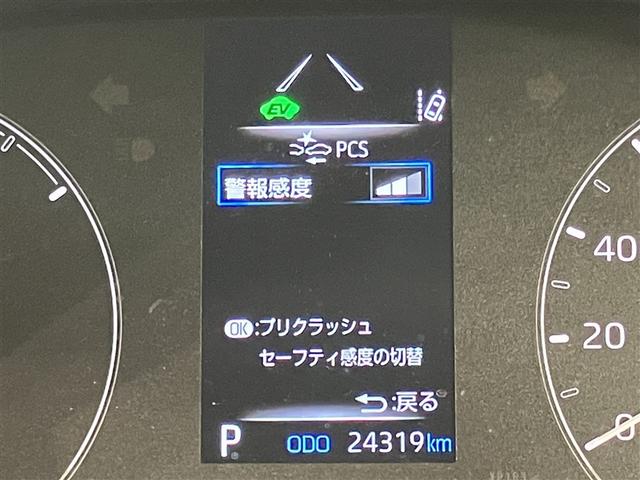 EV
PCS
警報感度
OK:プリクラッシュ
セーフティ感度の切替
:戻る
40
20
0
P ODO 24319km